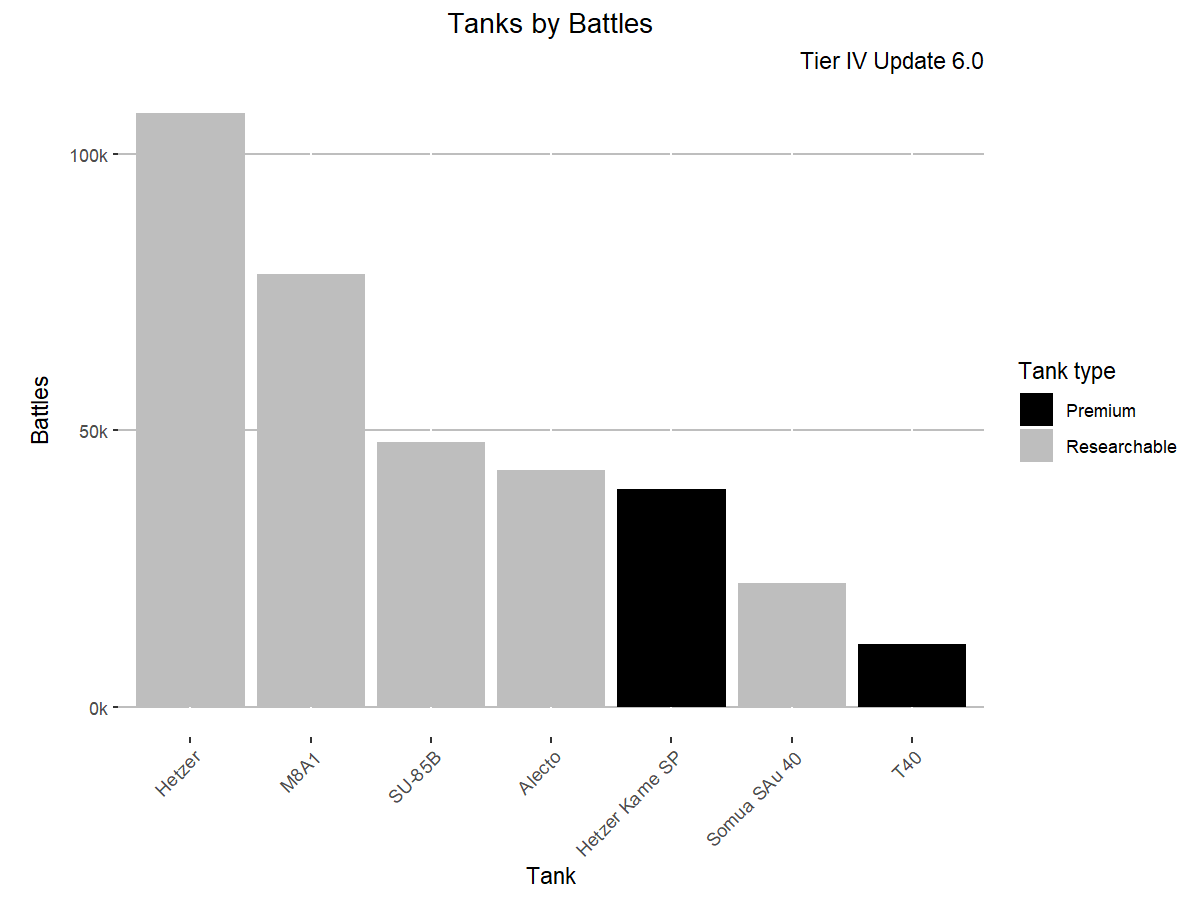 Tanks by Battles
Tier IV Update 6.0
100k
50k
0k
Battles
Hetzer
M8A1
SU-85B
Alecto
Hetzer Kame SP
Somua SAu 40
T40
Tank
Tank type
Premium
Researchable